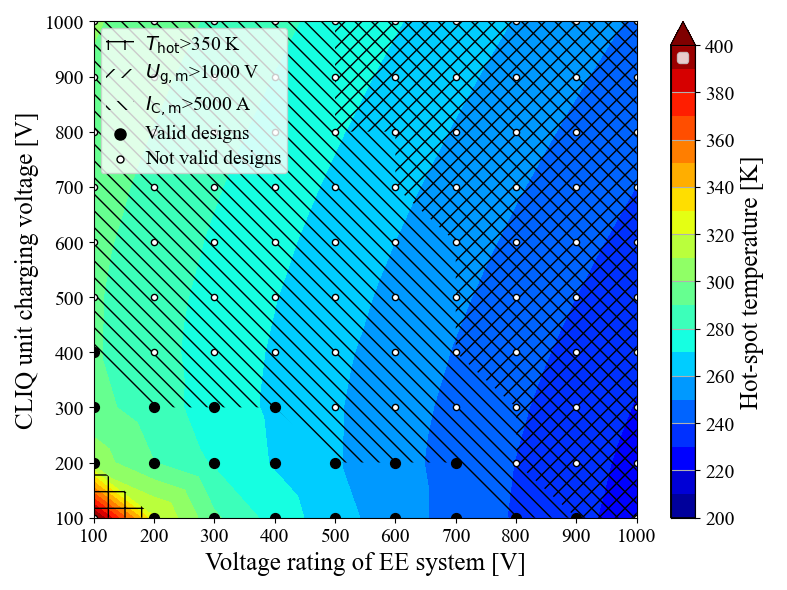 1000
900
800
700
600
500
400
300
200
100
CLIQ unit charging voltage [V]
T_hot>350 K
U_g, m>1000 V
I_C, m>5000 A
Valid designs
Not valid designs
100 200 300 400 500 600 700 800 900 1000
Voltage rating of EE system [V]
400
380
360
340
320
300
280
260
240
220
200
Hot-spot temperature [K]